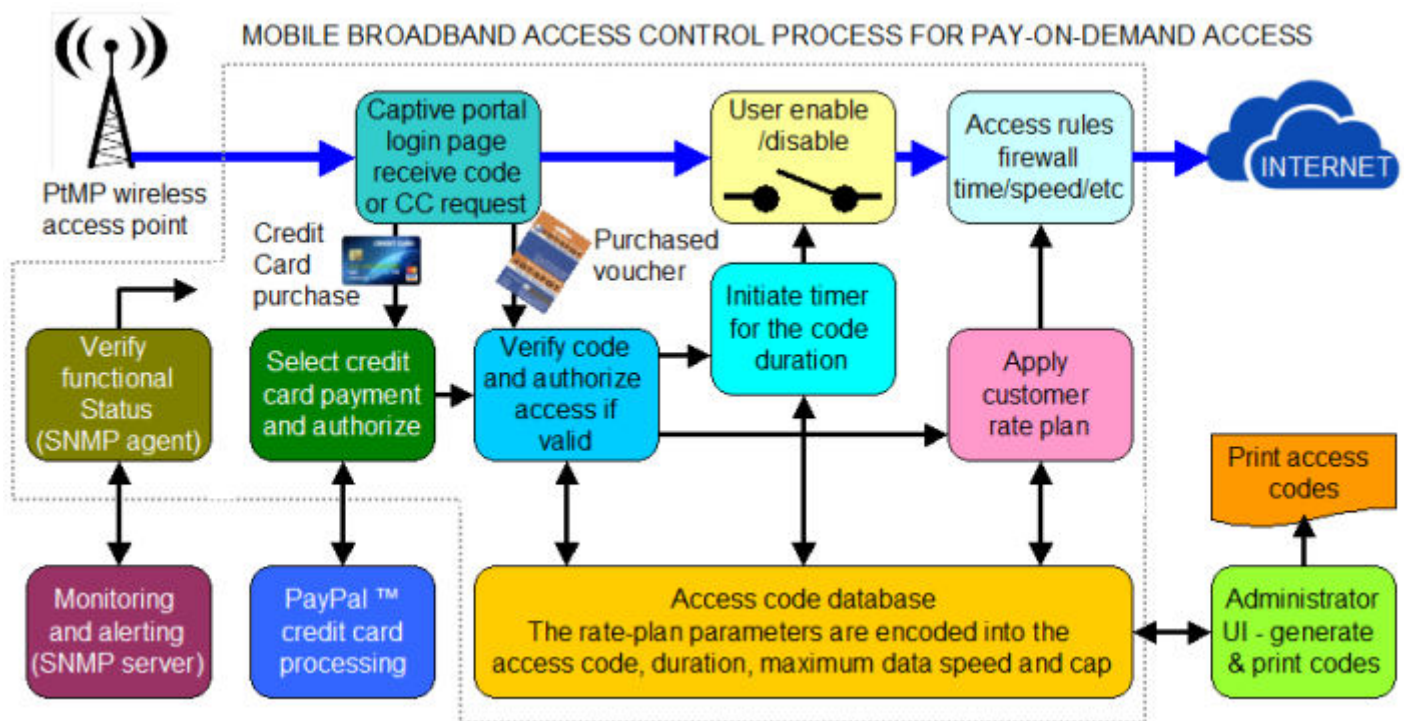 MOBILE BROADBAND ACCESS CONTROL PROCESS FOR PAY-ON-DEMAND ACCESS
PtMP wireless
access point
Captive portal
login page
receive code
or CC request
User enable
/disable
Access rules
firewall
time/speed/etc
INTERNET
Credit
Card
purchase
Purchased
voucher
Verify
functional
Status
(SNMP agent)
Select credit
card payment
and authorize
Verify code
and authorize
access if
valid
Initiate timer
for the code
duration
Apply
customer
rate plan
Print access
codes
Monitoring
and alerting
(SNMP server)
PayPal ™
credit card
processing
Access code database
The rate-plan parameters are encoded into the
access code, duration, maximum data speed and cap
Administrator
UI - generate
& print codes